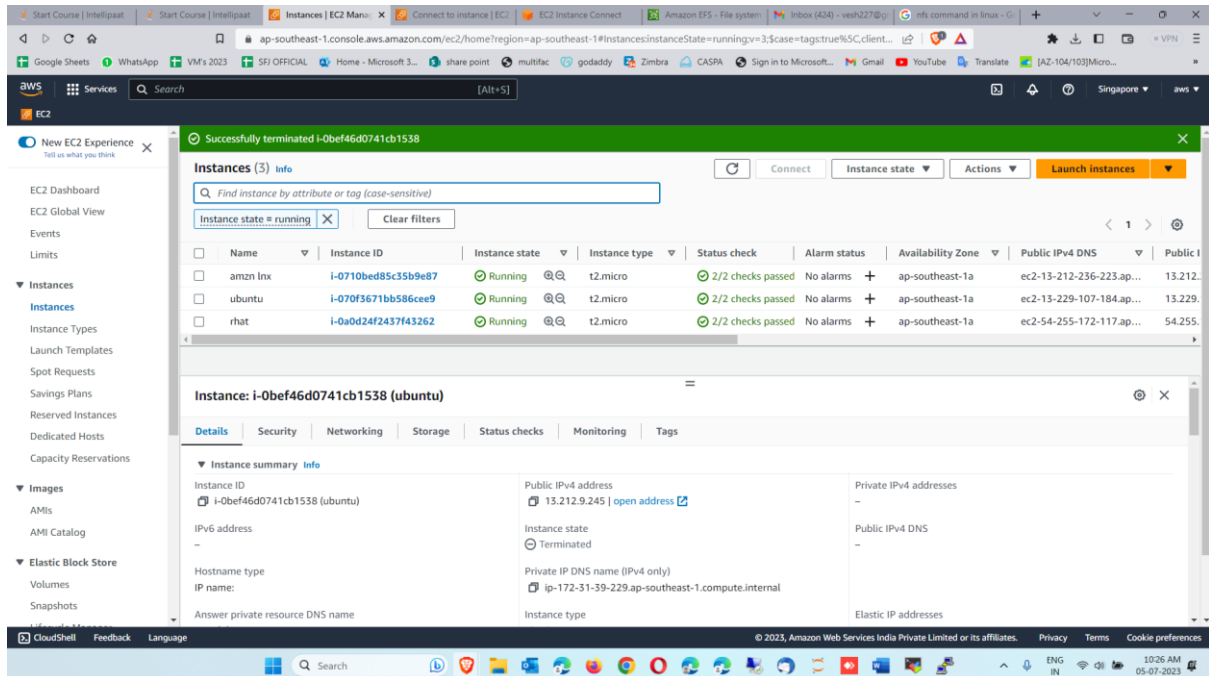 Start Course | Intellipaat
Start Course | Intellipaat
Instances | EC2 Manag
Connect to instance | EC2
EC2 Instance Connect
Amazon EFS - File system
Inbox (424) - vesh227@g
nfs command in linux - G
ap-southeast-1.console.aws.amazon.com/ec2/home?region=ap-southeast-1#Instances:instanceState=running;v=3;$case=tags:true%5C,client...
VPN
Google Sheets WhatsApp VM's 2023 SFJ OFFICIAL Home - Microsoft 3... share point multifac godaddy Zimbra CASPA Sign in to Microsoft... Gmail YouTube Translate [AZ-104/103]Micro... »
aws Services Search [Alt+S] Singapore ▼ aws ▼
EC2
New EC2 Experience
Tell us what you think
EC2 Dashboard
EC2 Global View
Events
Limits
▼ Instances
Instances
Instance Types
Launch Templates
Spot Requests
Savings Plans
Reserved Instances
Dedicated Hosts
Capacity Reservations
▼ Images
AMIs
AMI Catalog
▼ Elastic Block Store
Volumes
Snapshots
Successfully terminated i-0bef46d0741cb1538
Instances (3) Info Connect Instance state ▼ Actions ▼ Launch instances ▼
Find instance by attribute or tag (case-sensitive)
Instance state = running Clear filters
< 1 >
Name Instance ID Instance state Instance type Status check Alarm status Availability Zone Public IPv4 DNS Public I
amzn lnx i-0710bed85c35b9e87 Running t2.micro 2/2 checks passed No alarms + ap-southeast-1a ec2-13-212-236-223.ap... 13.212.
ubuntu i-070f3671bb586cee9 Running t2.micro 2/2 checks passed No alarms + ap-southeast-1a ec2-13-229-107-184.ap... 13.229.
rhat i-0a0d24f2437f43262 Running t2.micro 2/2 checks passed No alarms + ap-southeast-1a ec2-54-255-172-117.ap... 54.255.
Instance: i-0bef46d0741cb1538 (ubuntu)
Details Security Networking Storage Status checks Monitoring Tags
▼ Instance summary Info
Instance ID
i-0bef46d0741cb1538 (ubuntu)
Public IPv4 address
13.212.9.245 | open address
Private IPv4 addresses
–
IPv6 address
–
Instance state
Terminated
Public IPv4 DNS
–
Hostname type
IP name:
Private IP DNS name (IPv4 only)
ip-172-31-39-229.ap-southeast-1.compute.internal
Answer private resource DNS name
Instance type
Elastic IP addresses
CloudShell Feedback Language © 2023, Amazon Web Services India Private Limited or its affiliates. Privacy Terms Cookie preferences
Search
ENG
IN
10:26 AM
05-07-2023